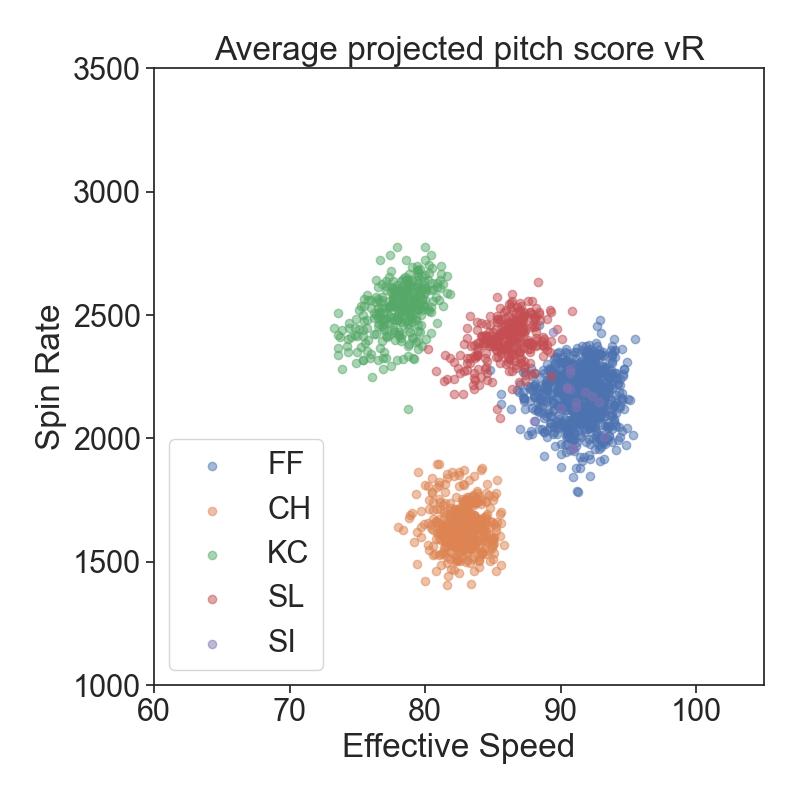 Average projected pitch score vR
3500
3000
2500
2000
1500
1000
Spin Rate
FF
CH
KC
SL
SI
60 70 80 90 100
Effective Speed